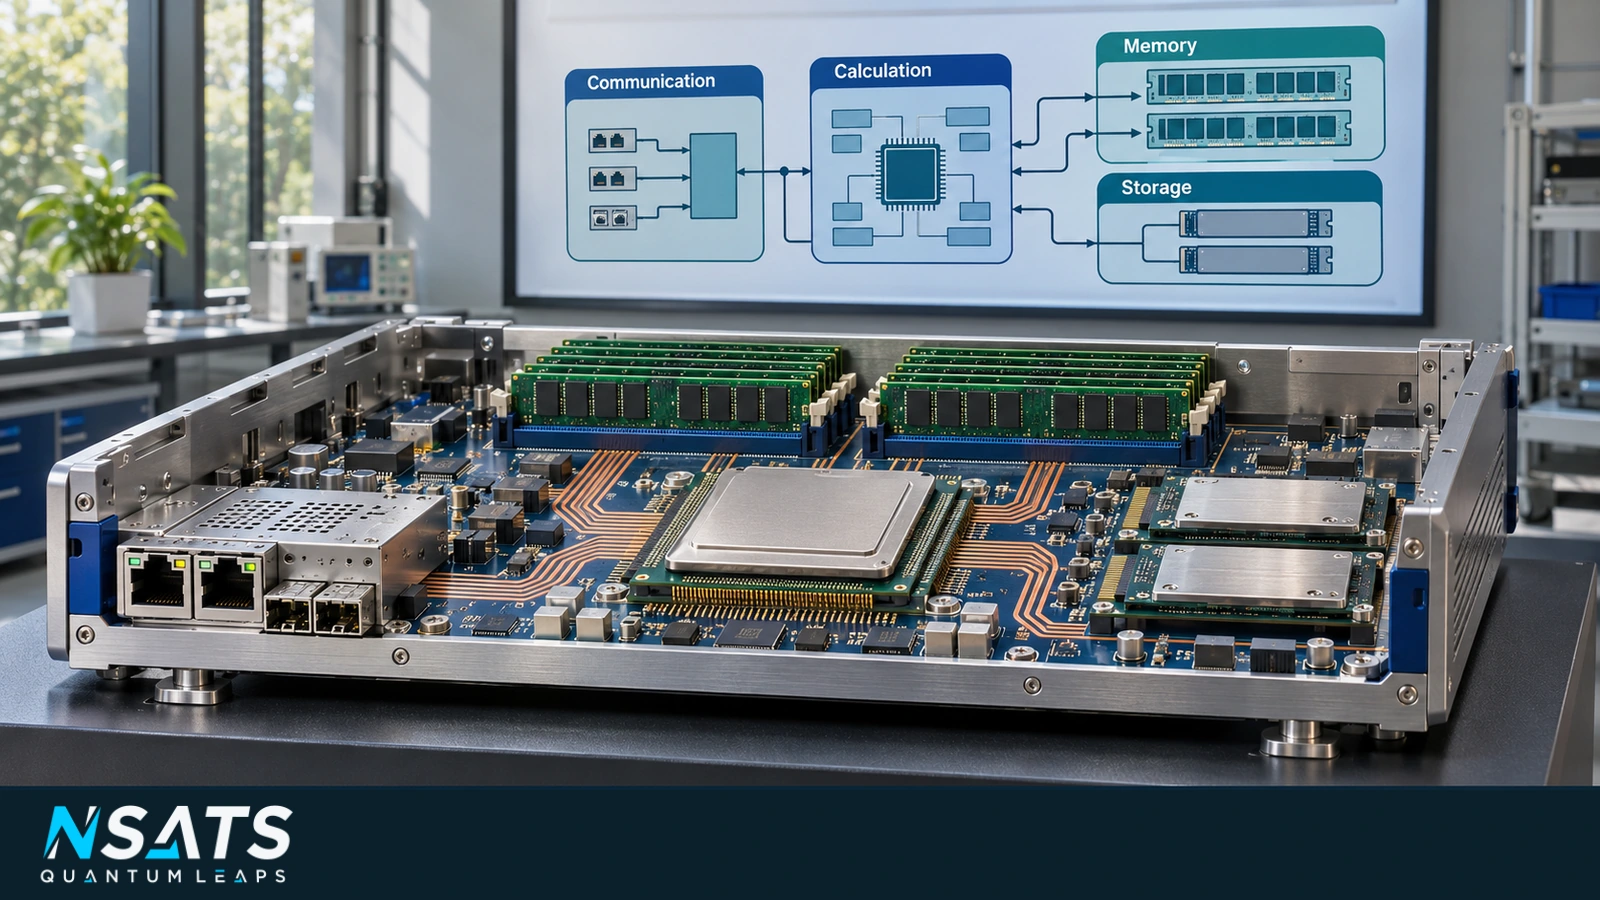 Communication
Calculation
Memory
Storage
NSATS
QUANTUM LEAPS